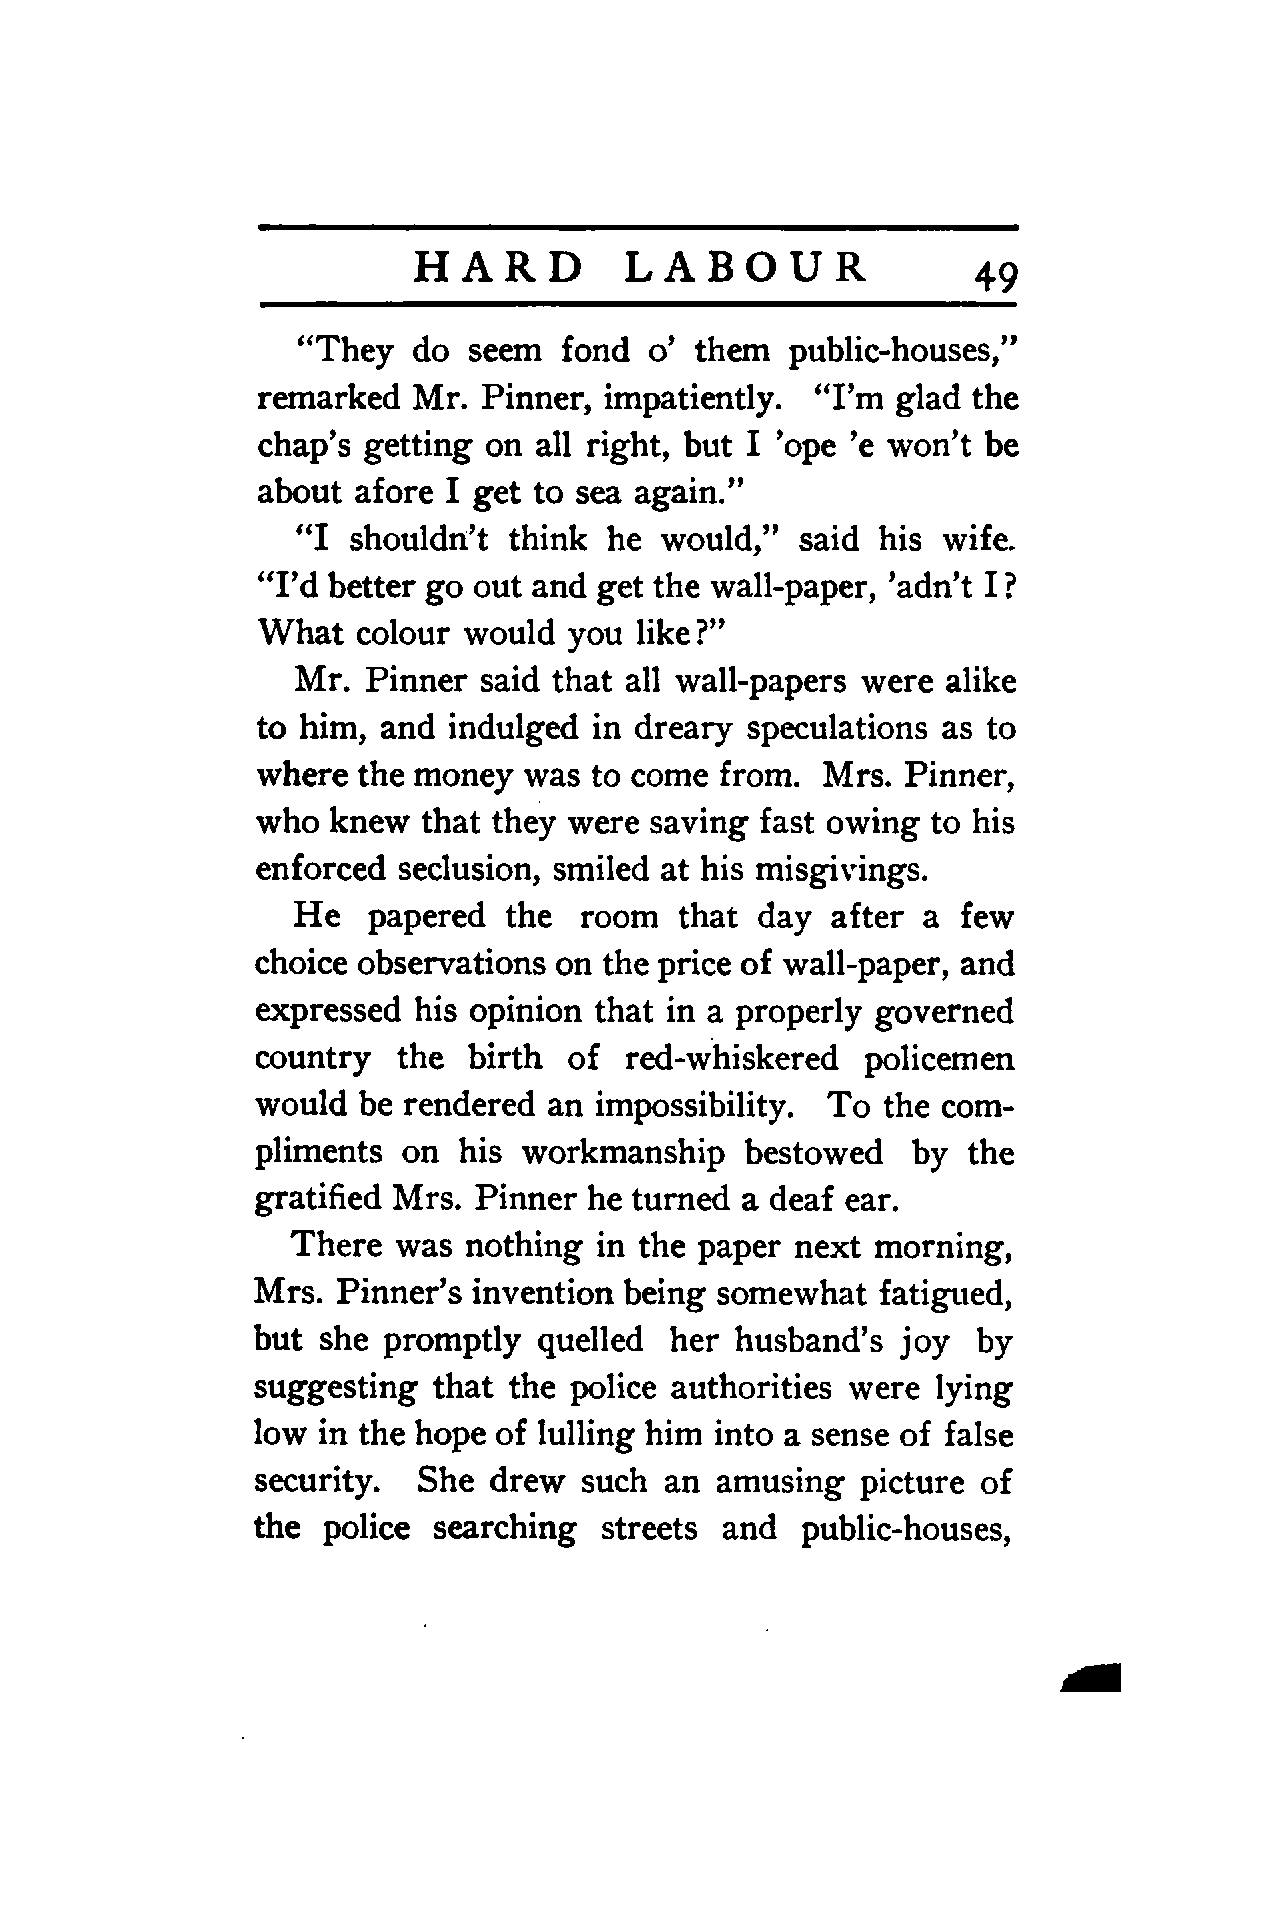 HARD LABOUR 49
"They do seem fond o' them public-houses,"
remarked Mr. Pinner, impatiently. "I'm glad the
chap's getting on all right, but I 'ope 'e won't be
about afore I get to sea again."
"I shouldn't think he would," said his wife.
"I'd better go out and get the wall-paper, 'adn't I?
What colour would you like?"
Mr. Pinner said that all wall-papers were alike
to him, and indulged in dreary speculations as to
where the money was to come from. Mrs. Pinner,
who knew that they were saving fast owing to his
enforced seclusion, smiled at his misgivings.
He papered the room that day after a few
choice observations on the price of wall-paper, and
expressed his opinion that in a properly governed
country the birth of red-whiskered policemen
would be rendered an impossibility. To the com-
pliments on his workmanship bestowed by the
gratified Mrs. Pinner he turned a deaf ear.
There was nothing in the paper next morning,
Mrs. Pinner's invention being somewhat fatigued,
but she promptly quelled her husband's joy by
suggesting that the police authorities were lying
low in the hope of lulling him into a sense of false
security. She drew such an amusing picture of
the police searching streets and public-houses,